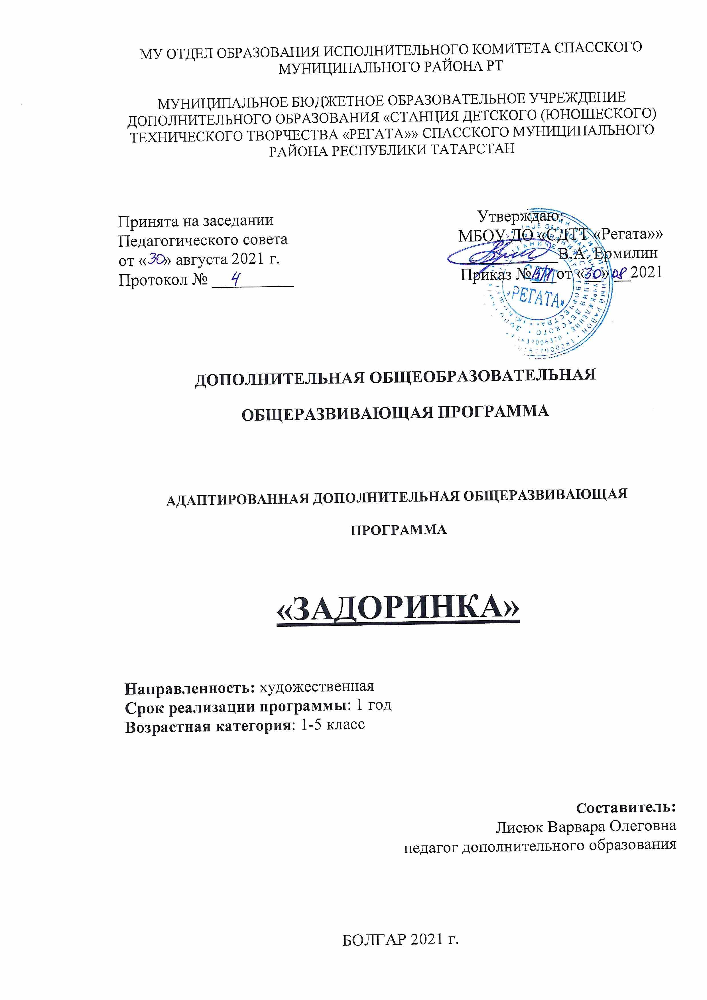 МУ ОТДЕЛ ОБРАЗОВАНИЯ ИСПОЛНИТЕЛЬНОГО КОМИТЕТА СПАССКОГО
МУНИЦИПАЛЬНОГО РАЙОНА РТ
МУНИЦИПАЛЬНОЕ БЮДЖЕТНОЕ ОБРАЗОВАТЕЛЬНОЕ УЧРЕЖДЕНИЕ
ДОПОЛНИТЕЛЬНОГО ОБРАЗОВАНИЯ «СТАНЦИЯ ДЕТСКОГО (ЮНОШЕСКОГО)
ТЕХНИЧЕСКОГО ТВОРЧЕСТВА «РЕГАТА»» СПАССКОГО МУНИЦИПАЛЬНОГО
РАЙОНА РЕСПУБЛИКИ ТАТАРСТАН
Принята на заседании
Педагогического совета
от «30» августа 2021 г.
Протокол № 4
Утверждаю:
МБОУ ДО «СДТТ «Регата»»
В.А. Ермилин
Приказ № от «30» 08 2021
СДТТ
«РЕГАТА»
ДОПОЛНИТЕЛЬНАЯ ОБЩЕОБРАЗОВАТЕЛЬНАЯ
ОБЩЕРАЗВИВАЮЩАЯ ПРОГРАММА
АДАПТИРОВАННАЯ ДОПОЛНИТЕЛЬНАЯ ОБЩЕРАЗВИВАЮЩАЯ
ПРОГРАММА
«ЗАДОРИНКА»
Направленность: художественная
Срок реализации программы: 1 год
Возрастная категория: 1-5 класс
Составитель:
Лисюк Варвара Олеговна
педагог дополнительного образования
БОЛГАР 2021 г.